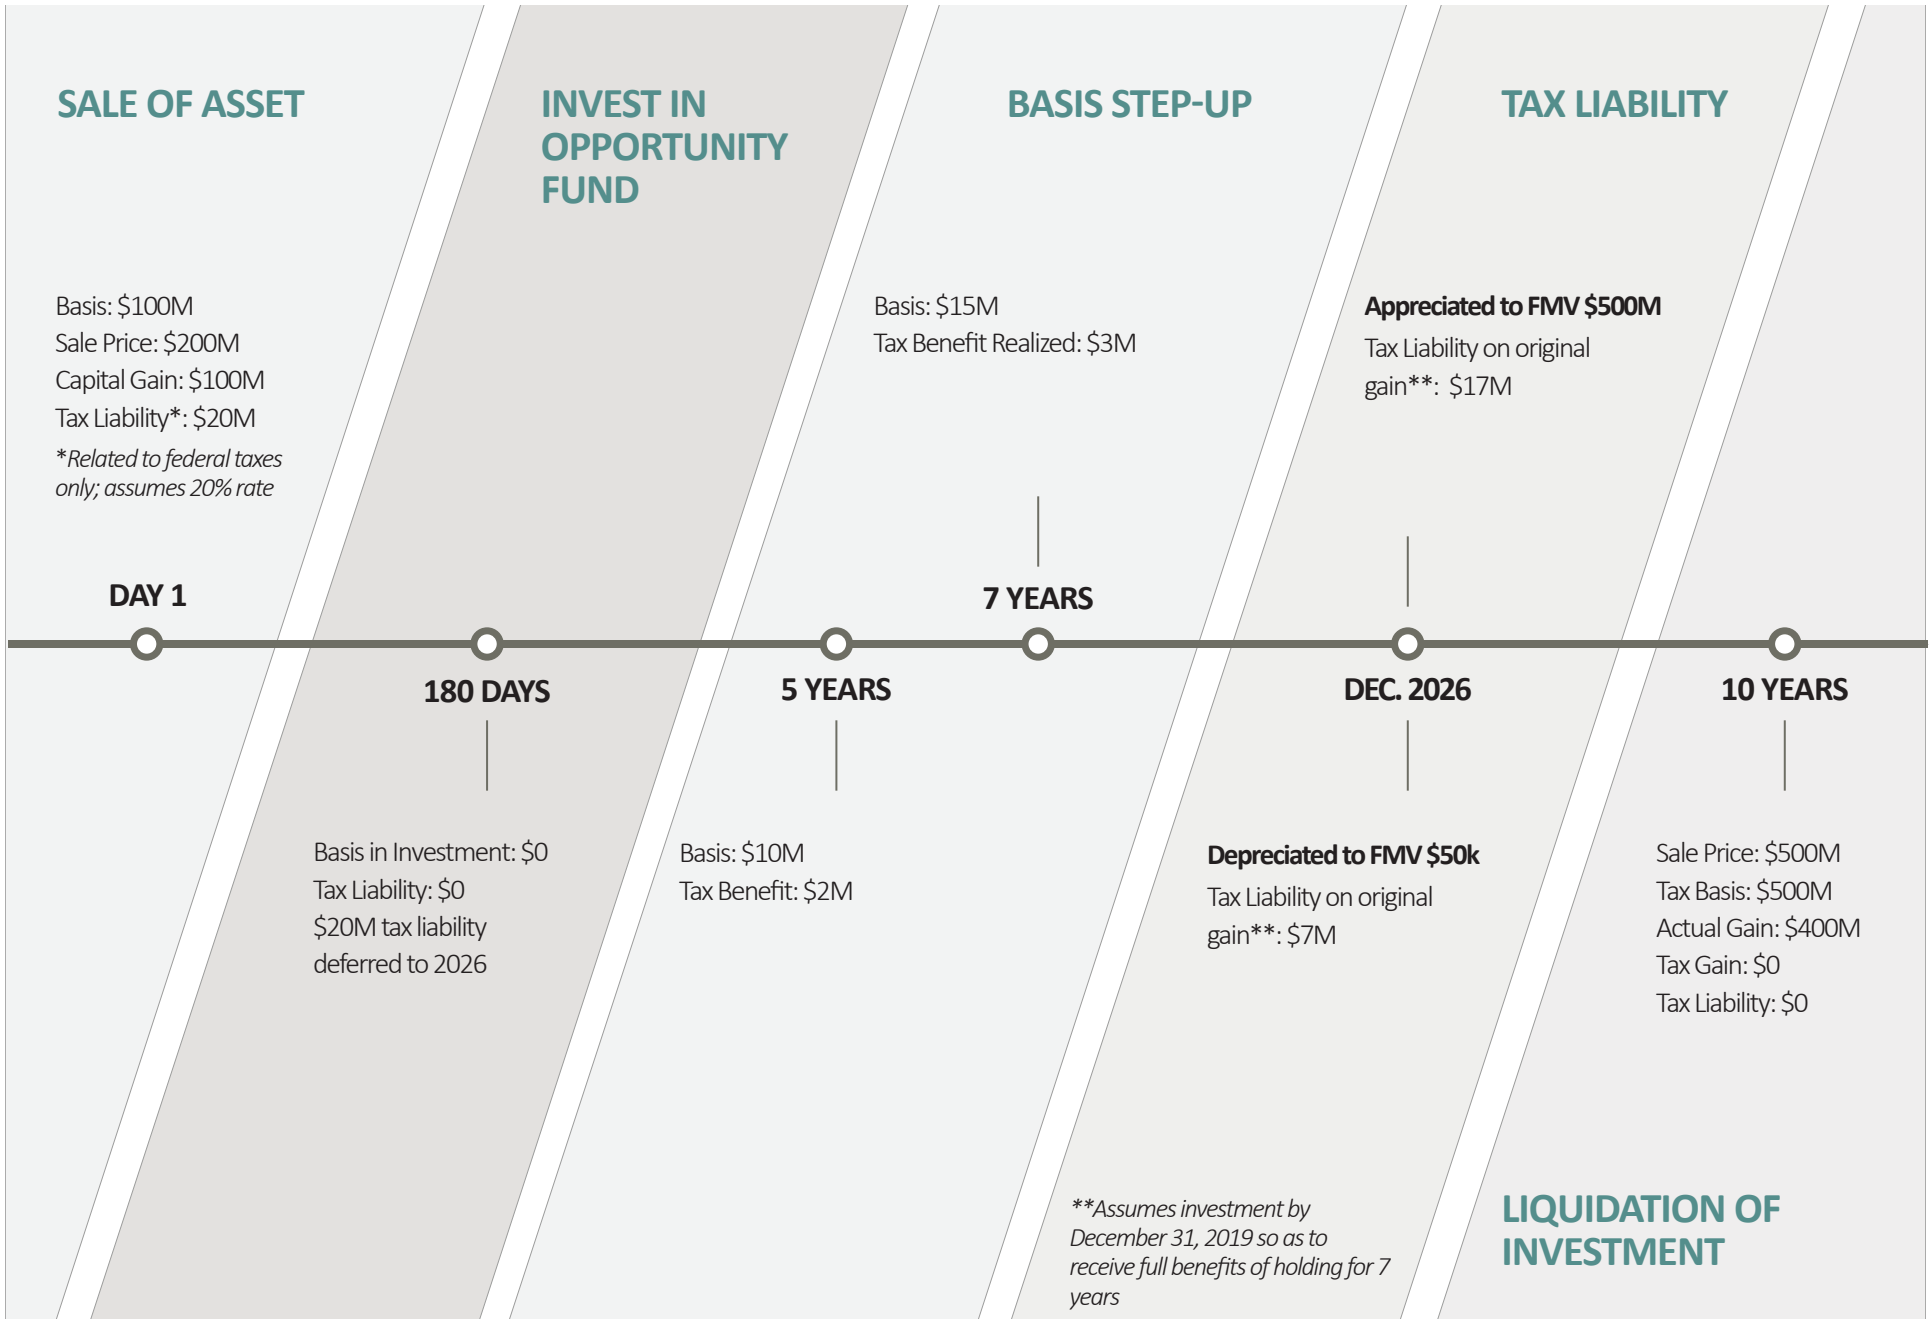 SALE OF ASSET
Basis: $100M
Sale Price: $200M
Capital Gain: $100M
Tax Liability*: $20M
*Related to federal taxes
only; assumes 20% rate
DAY 1
INVEST IN
OPPORTUNITY
FUND
180 DAYS
Basis in Investment: $0
Tax Liability: $0
$20M tax liability
deferred to 2026
BASIS STEP-UP
5 YEARS
Basis: $10M
Tax Benefit: $2M
Basis: $15M
Tax Benefit Realized: $3M
7 YEARS
TAX LIABILITY
Appreciated to FMV $500M
Tax Liability on original
gain**:  $17M
DEC. 2026
Depreciated to FMV $50k
Tax Liability on original
gain**: $7M
**Assumes investment by
December 31, 2019 so as to
receive full benefits of holding for 7
years
10 YEARS
Sale Price: $500M
Tax Basis: $500M
Actual Gain: $400M
Tax Gain: $0
Tax Liability: $0
LIQUIDATION OF
INVESTMENT